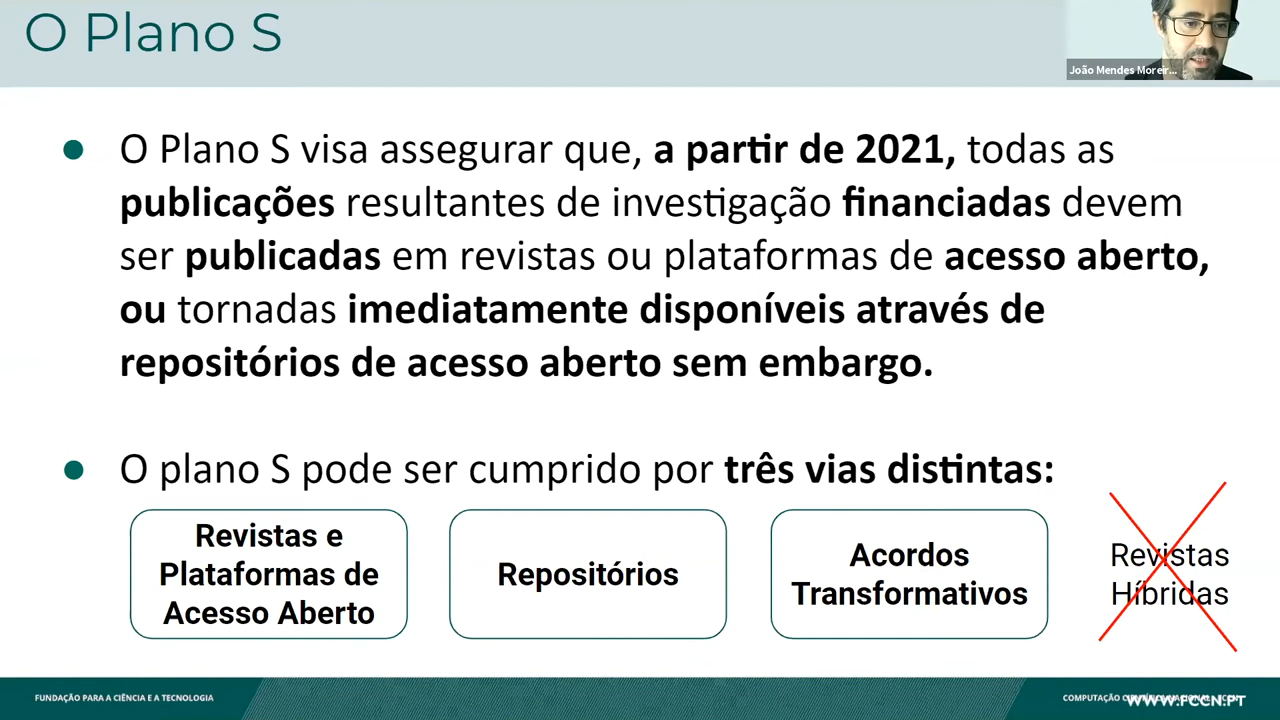 O Plano S
João Mendes Moreir...
● O Plano S visa assegurar que, a partir de 2021, todas as
publicações resultantes de investigação financiadas devem
ser publicadas em revistas ou plataformas de acesso aberto,
ou tornadas imediatamente disponíveis através de
repositórios de acesso aberto sem embargo.
● O plano S pode ser cumprido por três vias distintas:
Revistas e
Plataformas de
Acesso Aberto
Repositórios
Acordos
Transformativos
Revistas
Híbridas
FUNDAÇÃO PARA A CIÊNCIA E A TECNOLOGIA
COMPUTAÇÃO CIENTÍFICA NACIONAL
WWW.FCCN.PT